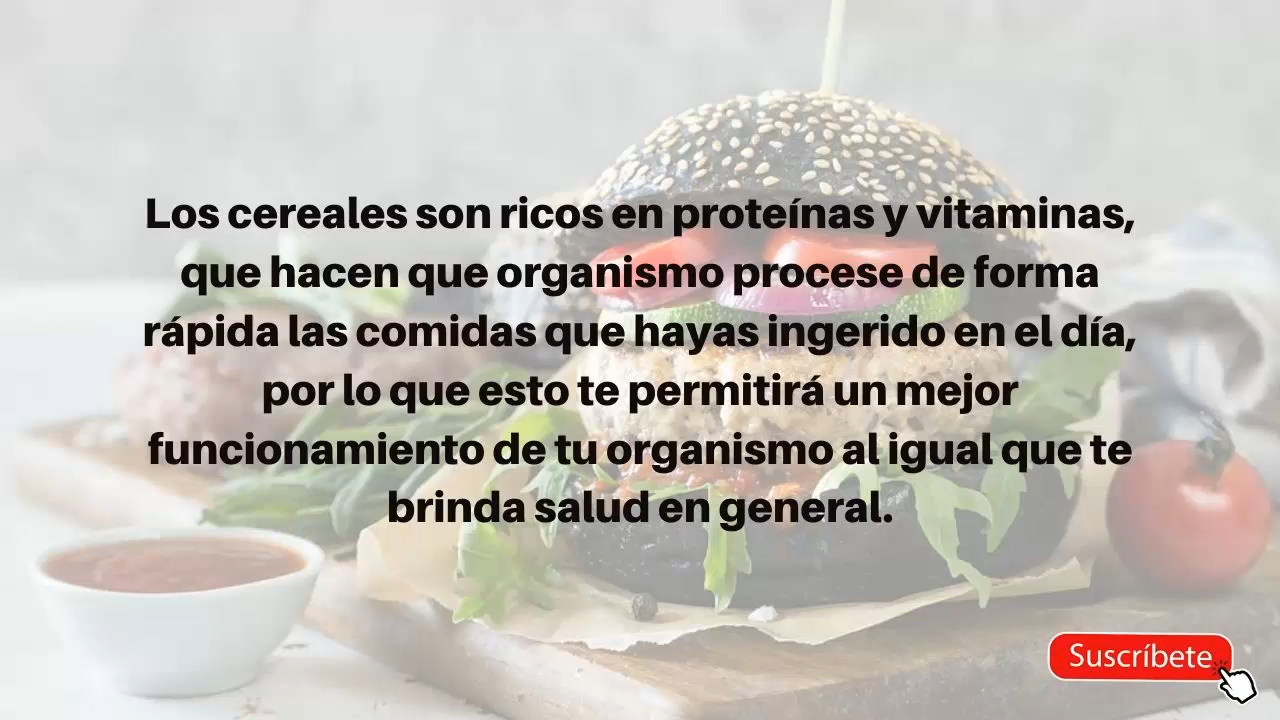 Los cereales son ricos en proteínas y vitaminas,
que hacen que organismo procese de forma
rápida las comidas que hayas ingerido en el día,
por lo que esto te permitirá un mejor
funcionamiento de tu organismo al igual que te
brinda salud en general.
Suscríbete